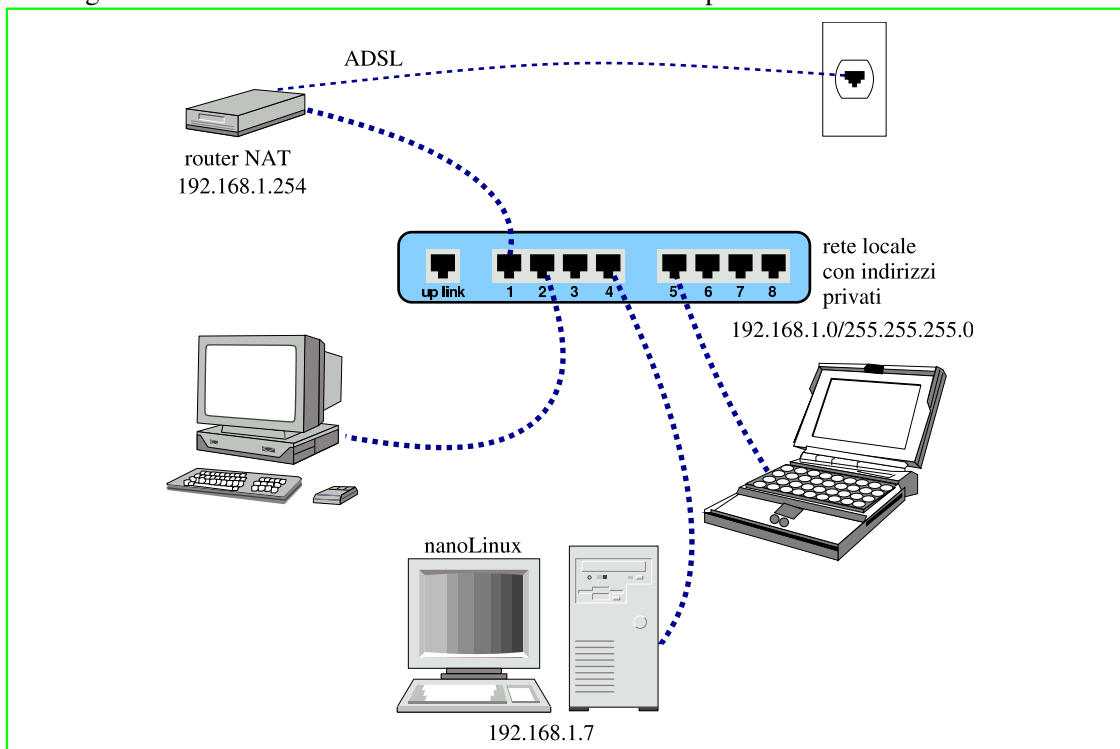 ADSL
router NAT
192.168.1.254
up link
1 2 3 4 5 6 7 8
rete locale
con indirizzi
privati
192.168.1.0/255.255.255.0
nanoLinux
192.168.1.7